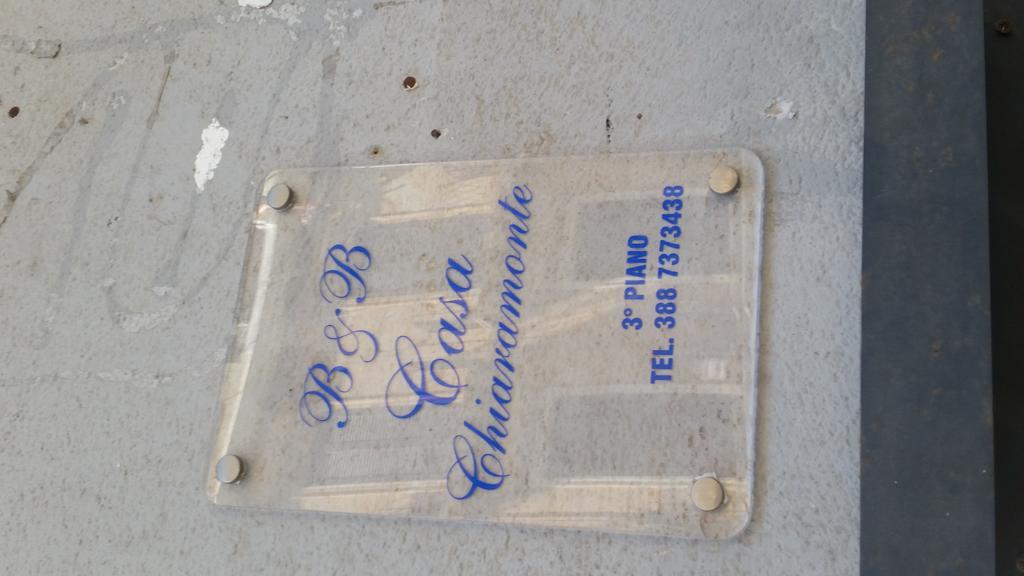 B & B
Casa
Chiaramonte
3° PIANO
TEL. 388 7373438